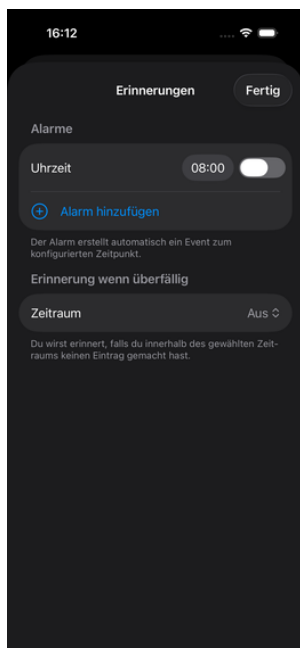 16:12
Erinnerungen
Fertig
Alarme
Uhrzeit
08:00
Alarm hinzufügen
Der Alarm erstellt automatisch ein Event zum
konfigurierten Zeitpunkt.
Erinnerung wenn überfällig
Zeitraum
Aus
Du wirst erinnert, falls du innerhalb des gewählten Zeit-
raums keinen Eintrag gemacht hast.